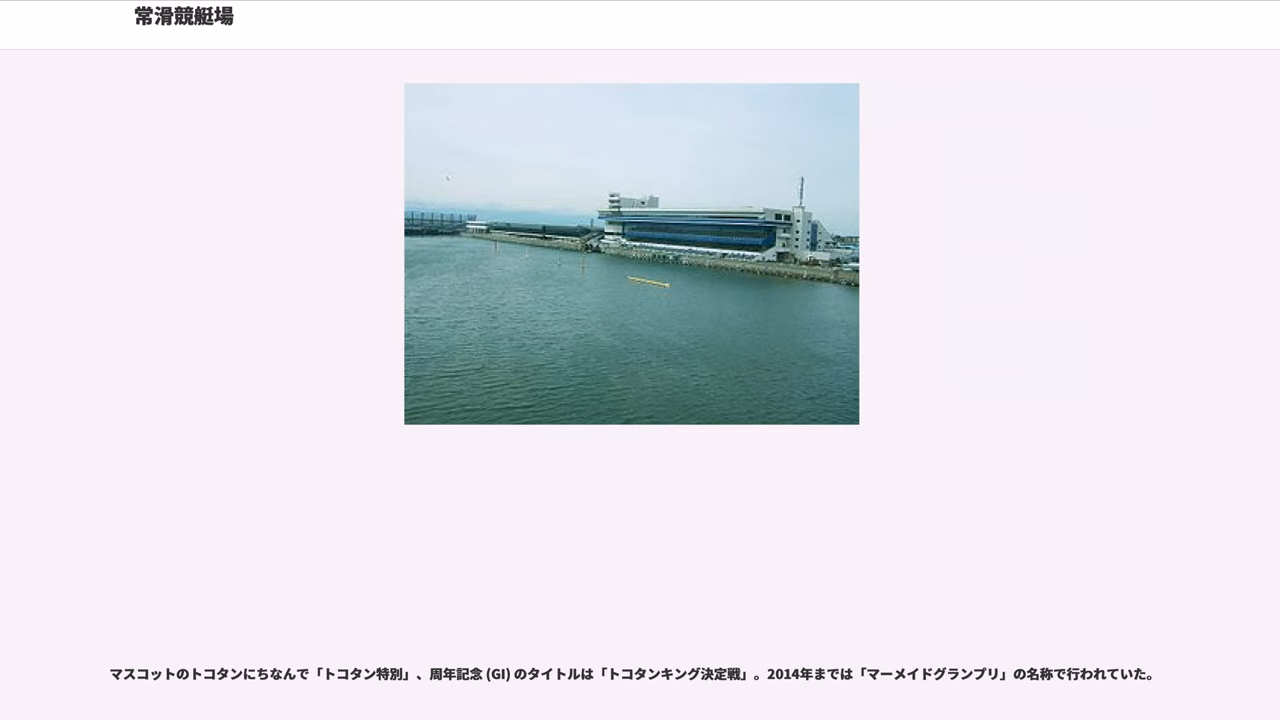 常滑競艇場
マスコットのトコタンにちなんで「トコタン特別」、周年記念 (GI) のタイトルは「トコタンキング決定戦」。2014年までは「マーメイドグランプリ」の名称で行われていた。